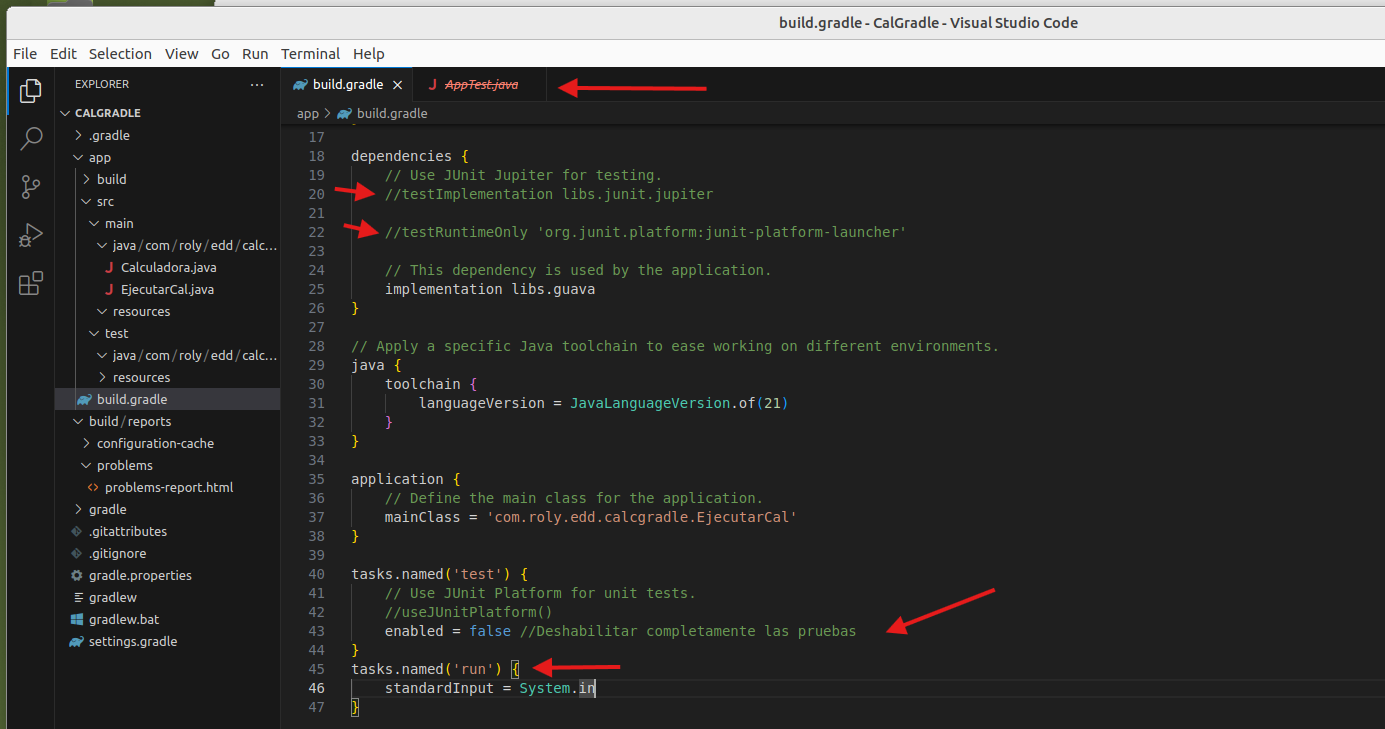 build.gradle - CalGradle - Visual Studio Code
File Edit Selection View Go Run Terminal Help
EXPLORER ...
CALGRADLE
.gradle
app
build
src
main
java/com/roly/edd/calc...
Calculadora.java
EjecutarCal.java
resources
test
java/com/roly/edd/calc...
resources
build.gradle
build/reports
configuration-cache
problems
problems-report.html
gradle
.gitattributes
.gitignore
gradle.properties
gradlew
gradlew.bat
settings.gradle
build.gradle
AppTest.java
app > build.gradle
17
18 dependencies {
19 // Use JUnit Jupiter for testing.
20 //testImplementation libs.junit.jupiter
21
22 //testRuntimeOnly 'org.junit.platform:junit-platform-launcher'
23
24 // This dependency is used by the application.
25 implementation libs.guava
26 }
27
28 // Apply a specific Java toolchain to ease working on different environments.
29 java {
30 toolchain {
31 languageVersion = JavaLanguageVersion.of(21)
32 }
33 }
34
35 application {
36 // Define the main class for the application.
37 mainClass = 'com.roly.edd.calcgradle.EjecutarCal'
38 }
39
40 tasks.named('test') {
41 // Use JUnit Platform for unit tests.
42 //useJUnitPlatform()
43 enabled = false //Deshabilitar completamente las pruebas
44 }
45 tasks.named('run') {
46 standardInput = System.in
47 }